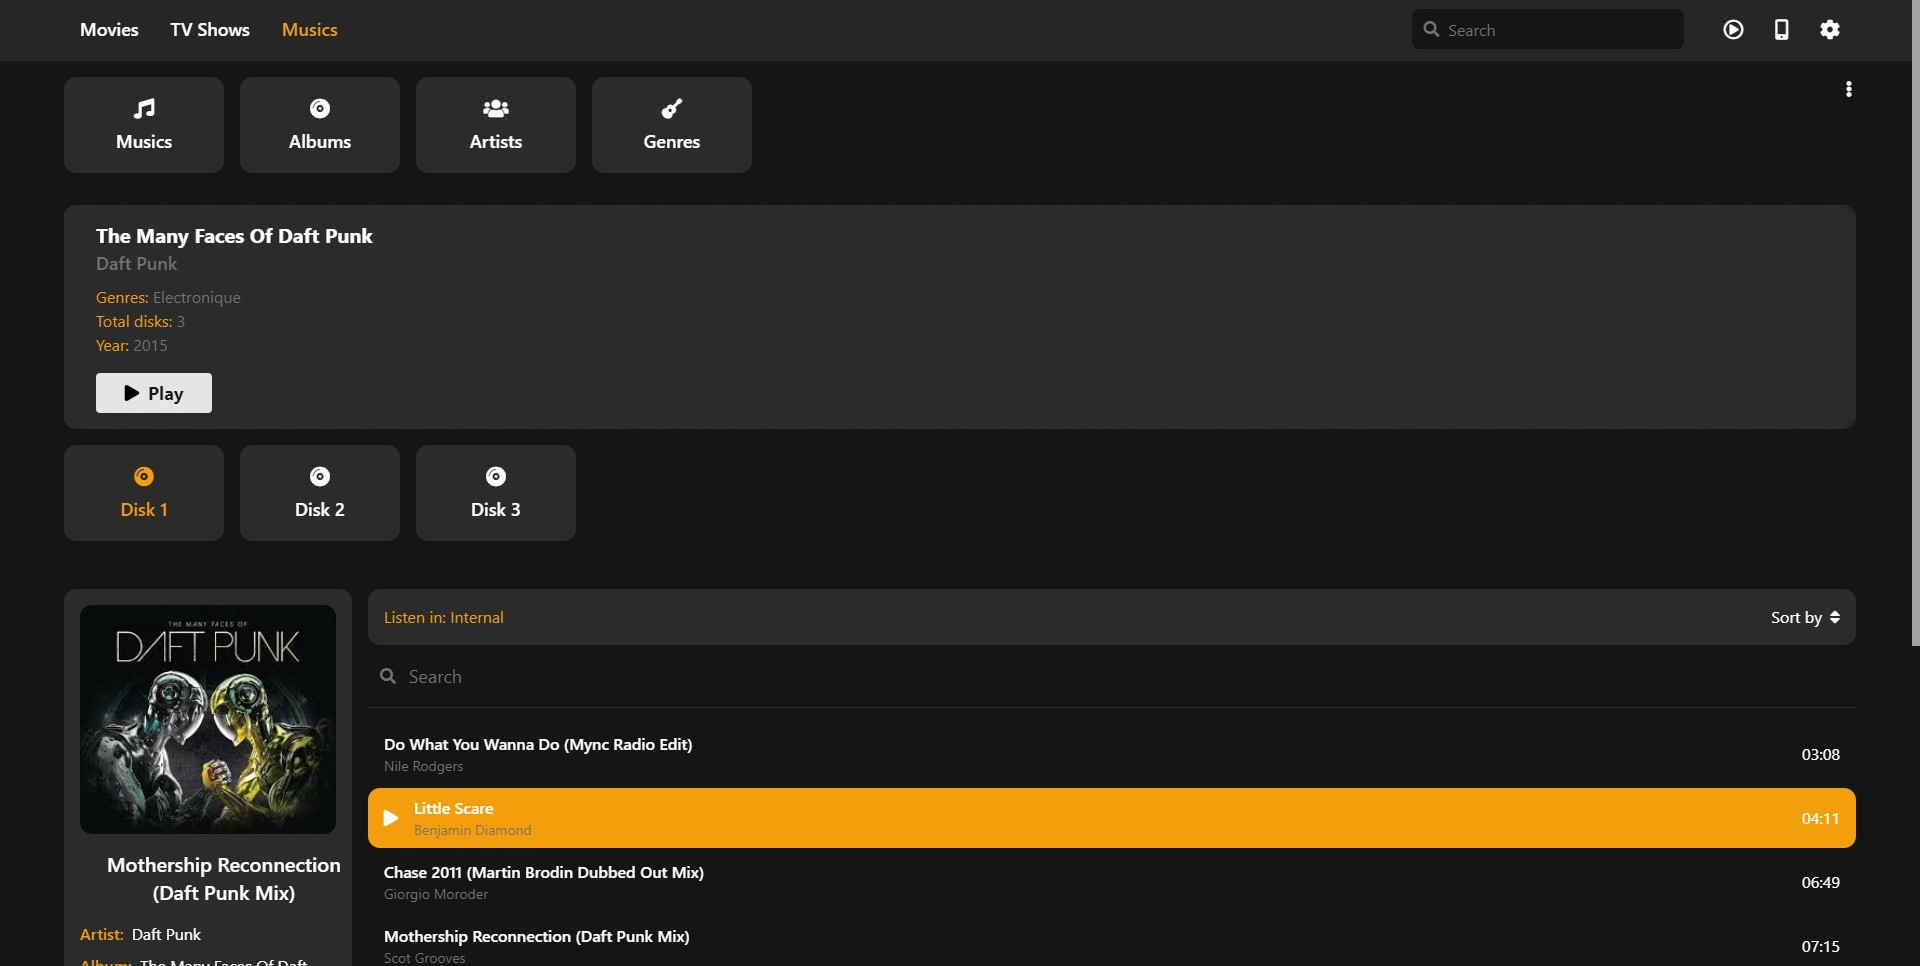 Movies TV Shows Musics Search
Musics Albums Artists Genres
The Many Faces Of Daft Punk
Daft Punk
Genres: Electronique
Total disks: 3
Year: 2015
Play
Disk 1 Disk 2 Disk 3
THE MANY FACES OF
DAFT PUNK
Mothership Reconnection
(Daft Punk Mix)
Artist: Daft Punk
Album: The Many Faces Of Daft
Listen in: Internal Sort by
Search
Do What You Wanna Do (Mync Radio Edit)
Nile Rodgers
03:08
Little Scare
Benjamin Diamond
04:11
Chase 2011 (Martin Brodin Dubbed Out Mix)
Giorgio Moroder
06:49
Mothership Reconnection (Daft Punk Mix)
Scot Grooves
07:15